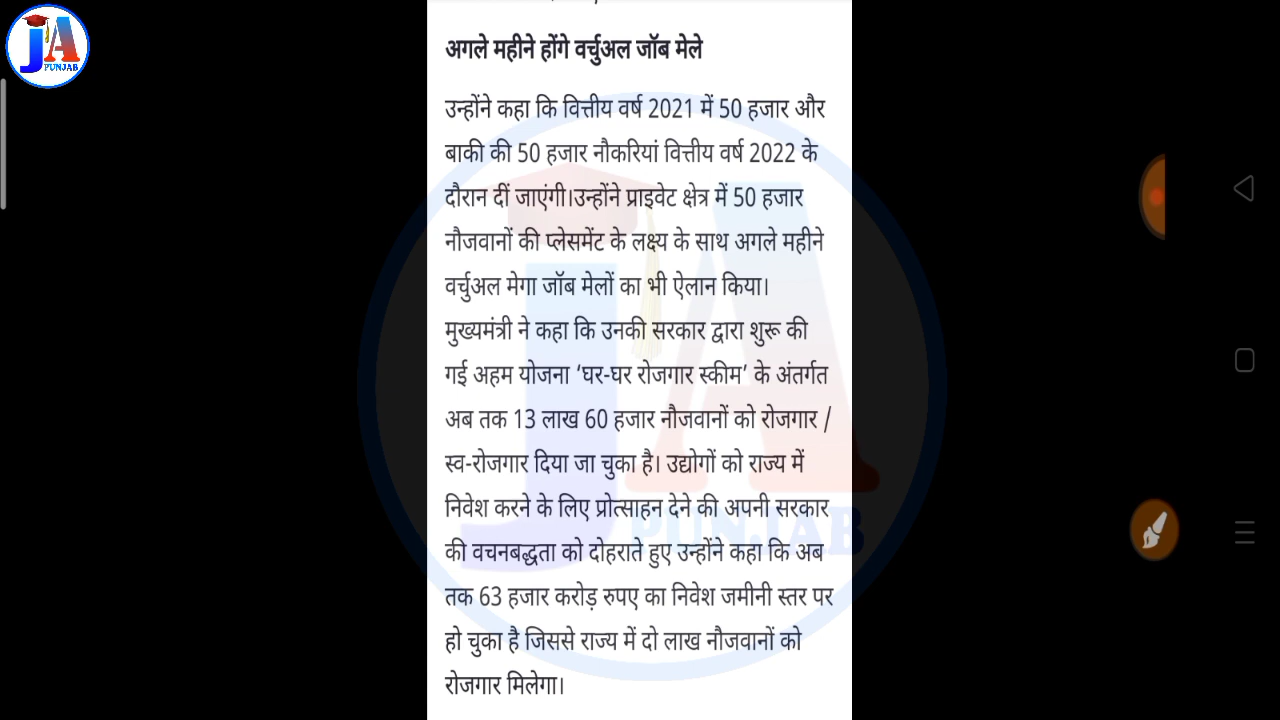 JA
PUNJAB
अगले महीने होंगे वर्चुअल जॉब मेले
उन्होंने कहा कि वित्तीय वर्ष 2021 में 50 हजार और
बाकी की 50 हजार नौकरियां वित्तीय वर्ष 2022 के
दौरान दीं जाएंगी।उन्होंने प्राइवेट क्षेत्र में 50 हजार
नौजवानों की प्लेसमेंट के लक्ष्य के साथ अगले महीने
वर्चुअल मेगा जॉब मेलों का भी ऐलान किया।
मुख्यमंत्री ने कहा कि उनकी सरकार द्वारा शुरू की
गई अहम योजना ‘घर-घर रोजगार स्कीम’ के अंतर्गत
अब तक 13 लाख 60 हजार नौजवानों को रोजगार /
स्व-रोजगार दिया जा चुका है। उद्योगों को राज्य में
निवेश करने के लिए प्रोत्साहन देने की अपनी सरकार
की वचनबद्धता को दोहराते हुए उन्होंने कहा कि अब
तक 63 हजार करोड़ रुपए का निवेश जमीनी स्तर पर
हो चुका है जिससे राज्य में दो लाख नौजवानों को
रोजगार मिलेगा।
JA
PUNJAB